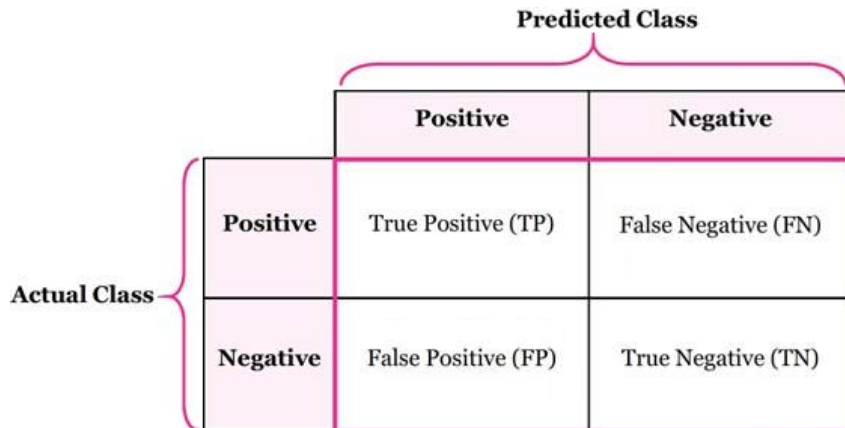 Predicted Class
Positive Negative
Positive True Positive (TP) False Negative (FN)
Actual Class
Negative False Positive (FP) True Negative (TN)